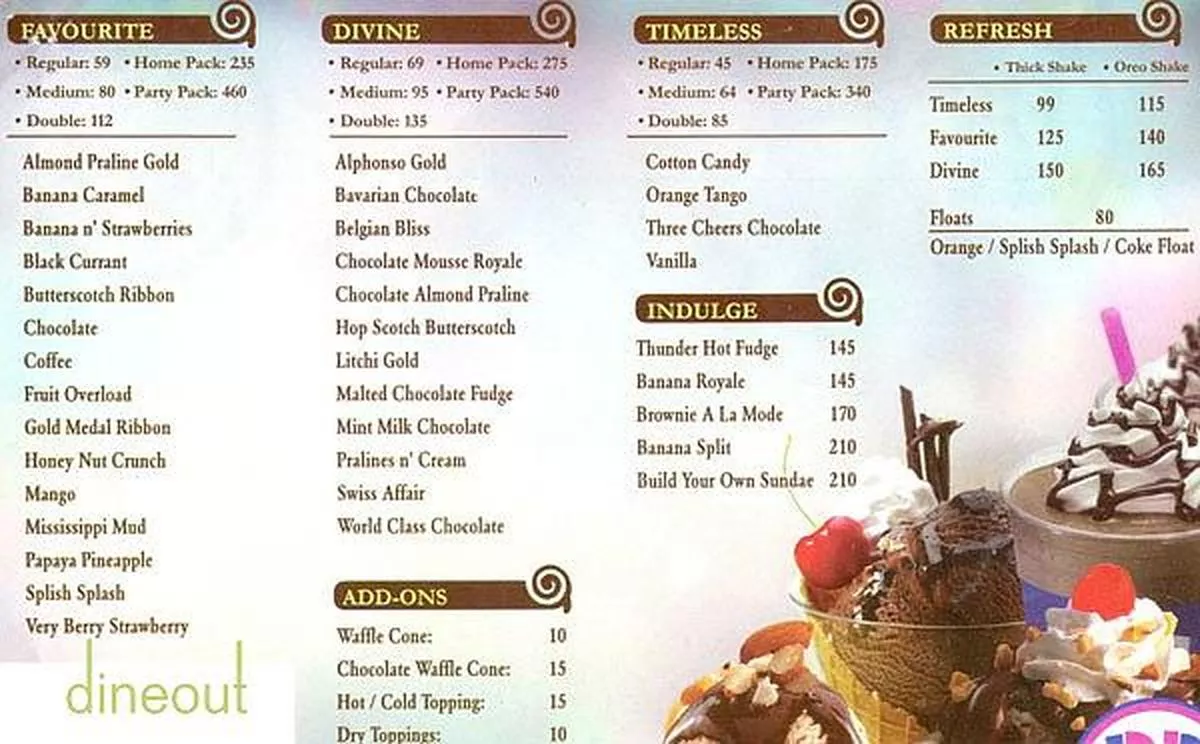 FAVOURITE
• Regular: 59 • Home Pack: 235
• Medium: 80 • Party Pack: 460
• Double: 112
Almond Praline Gold
Banana Caramel
Banana n' Strawberries
Black Currant
Butterscotch Ribbon
Chocolate
Coffee
Fruit Overload
Gold Medal Ribbon
Honey Nut Crunch
Mango
Mississippi Mud
Papaya Pineapple
Splish Splash
Very Berry Strawberry
dineout
DIVINE
• Regular: 69 • Home Pack: 275
• Medium: 95 • Party Pack: 540
• Double: 135
Alphonso Gold
Bavarian Chocolate
Belgian Bliss
Chocolate Mousse Royale
Chocolate Almond Praline
Hop Scotch Butterscotch
Litchi Gold
Malted Chocolate Fudge
Mint Milk Chocolate
Pralines n' Cream
Swiss Affair
World Class Chocolate
ADD-ONS
Waffle Cone: 10
Chocolate Waffle Cone: 15
Hot / Cold Topping: 15
Dry Toppings: 10
TIMELESS
• Regular: 45 • Home Pack: 175
• Medium: 64 • Party Pack: 340
• Double: 85
Cotton Candy
Orange Tango
Three Cheers Chocolate
Vanilla
INDULGE
Thunder Hot Fudge 145
Banana Royale 145
Brownie A La Mode 170
Banana Split 210
Build Your Own Sundae 210
REFRESH
• Thick Shake • Oreo Shake
Timeless 99 115
Favourite 125 140
Divine 150 165
Floats 80
Orange / Splish Splash / Coke Float